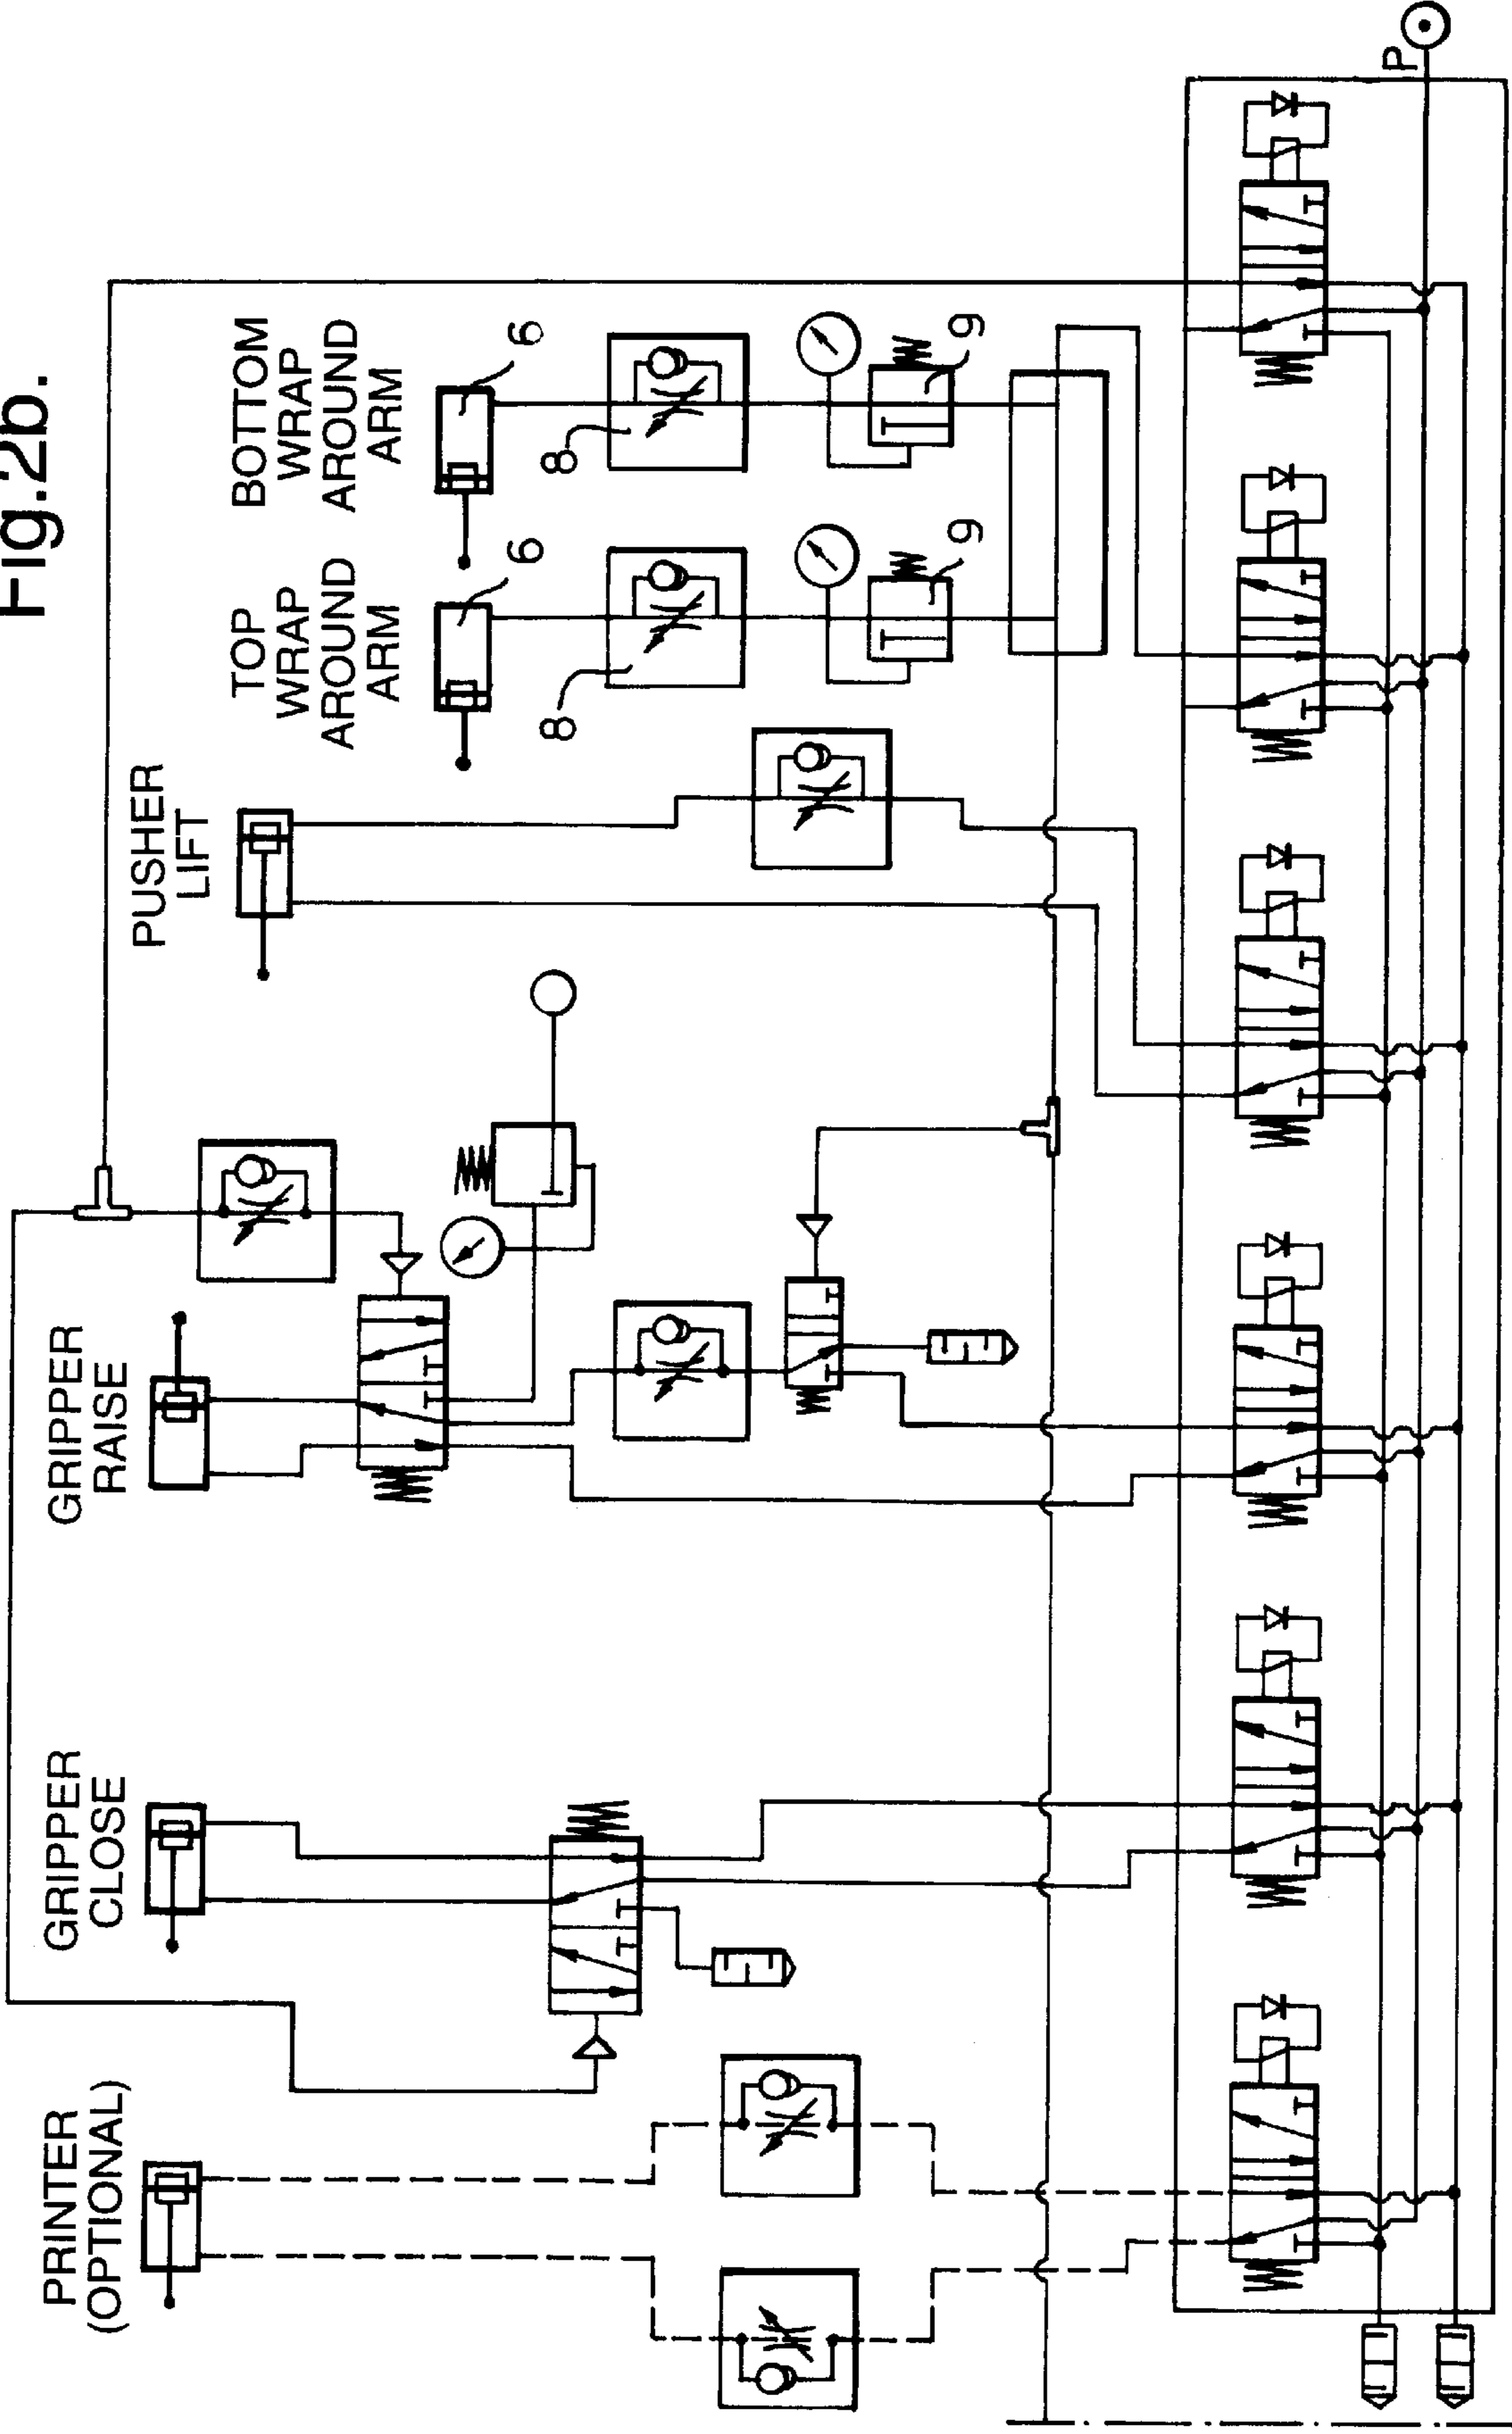 Fig.2b.
PRINTER
(OPTIONAL)
GRIPPER
CLOSE
GRIPPER
RAISE
PUSHER
LIFT
TOP
WRAP
AROUND
ARM
BOTTOM
WRAP
AROUND
ARM
6
6
8
8
9
9
P